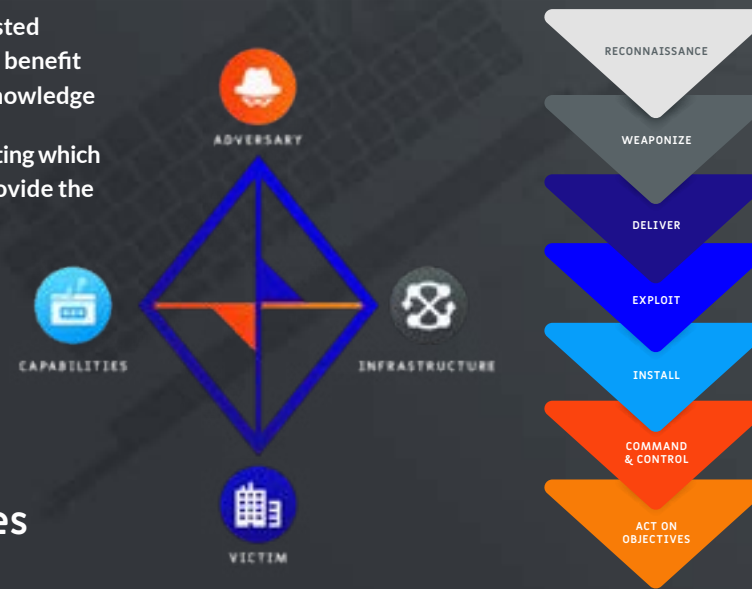 sted
benefit
nowledge
ting which
ovide the
ADVERSARY
CAPABILITIES
INFRASTRUCTURE
VICTIM
es
RECONNAISSANCE
WEAPONIZE
DELIVER
EXPLOIT
INSTALL
COMMAND
& CONTROL
ACT ON
OBJECTIVES